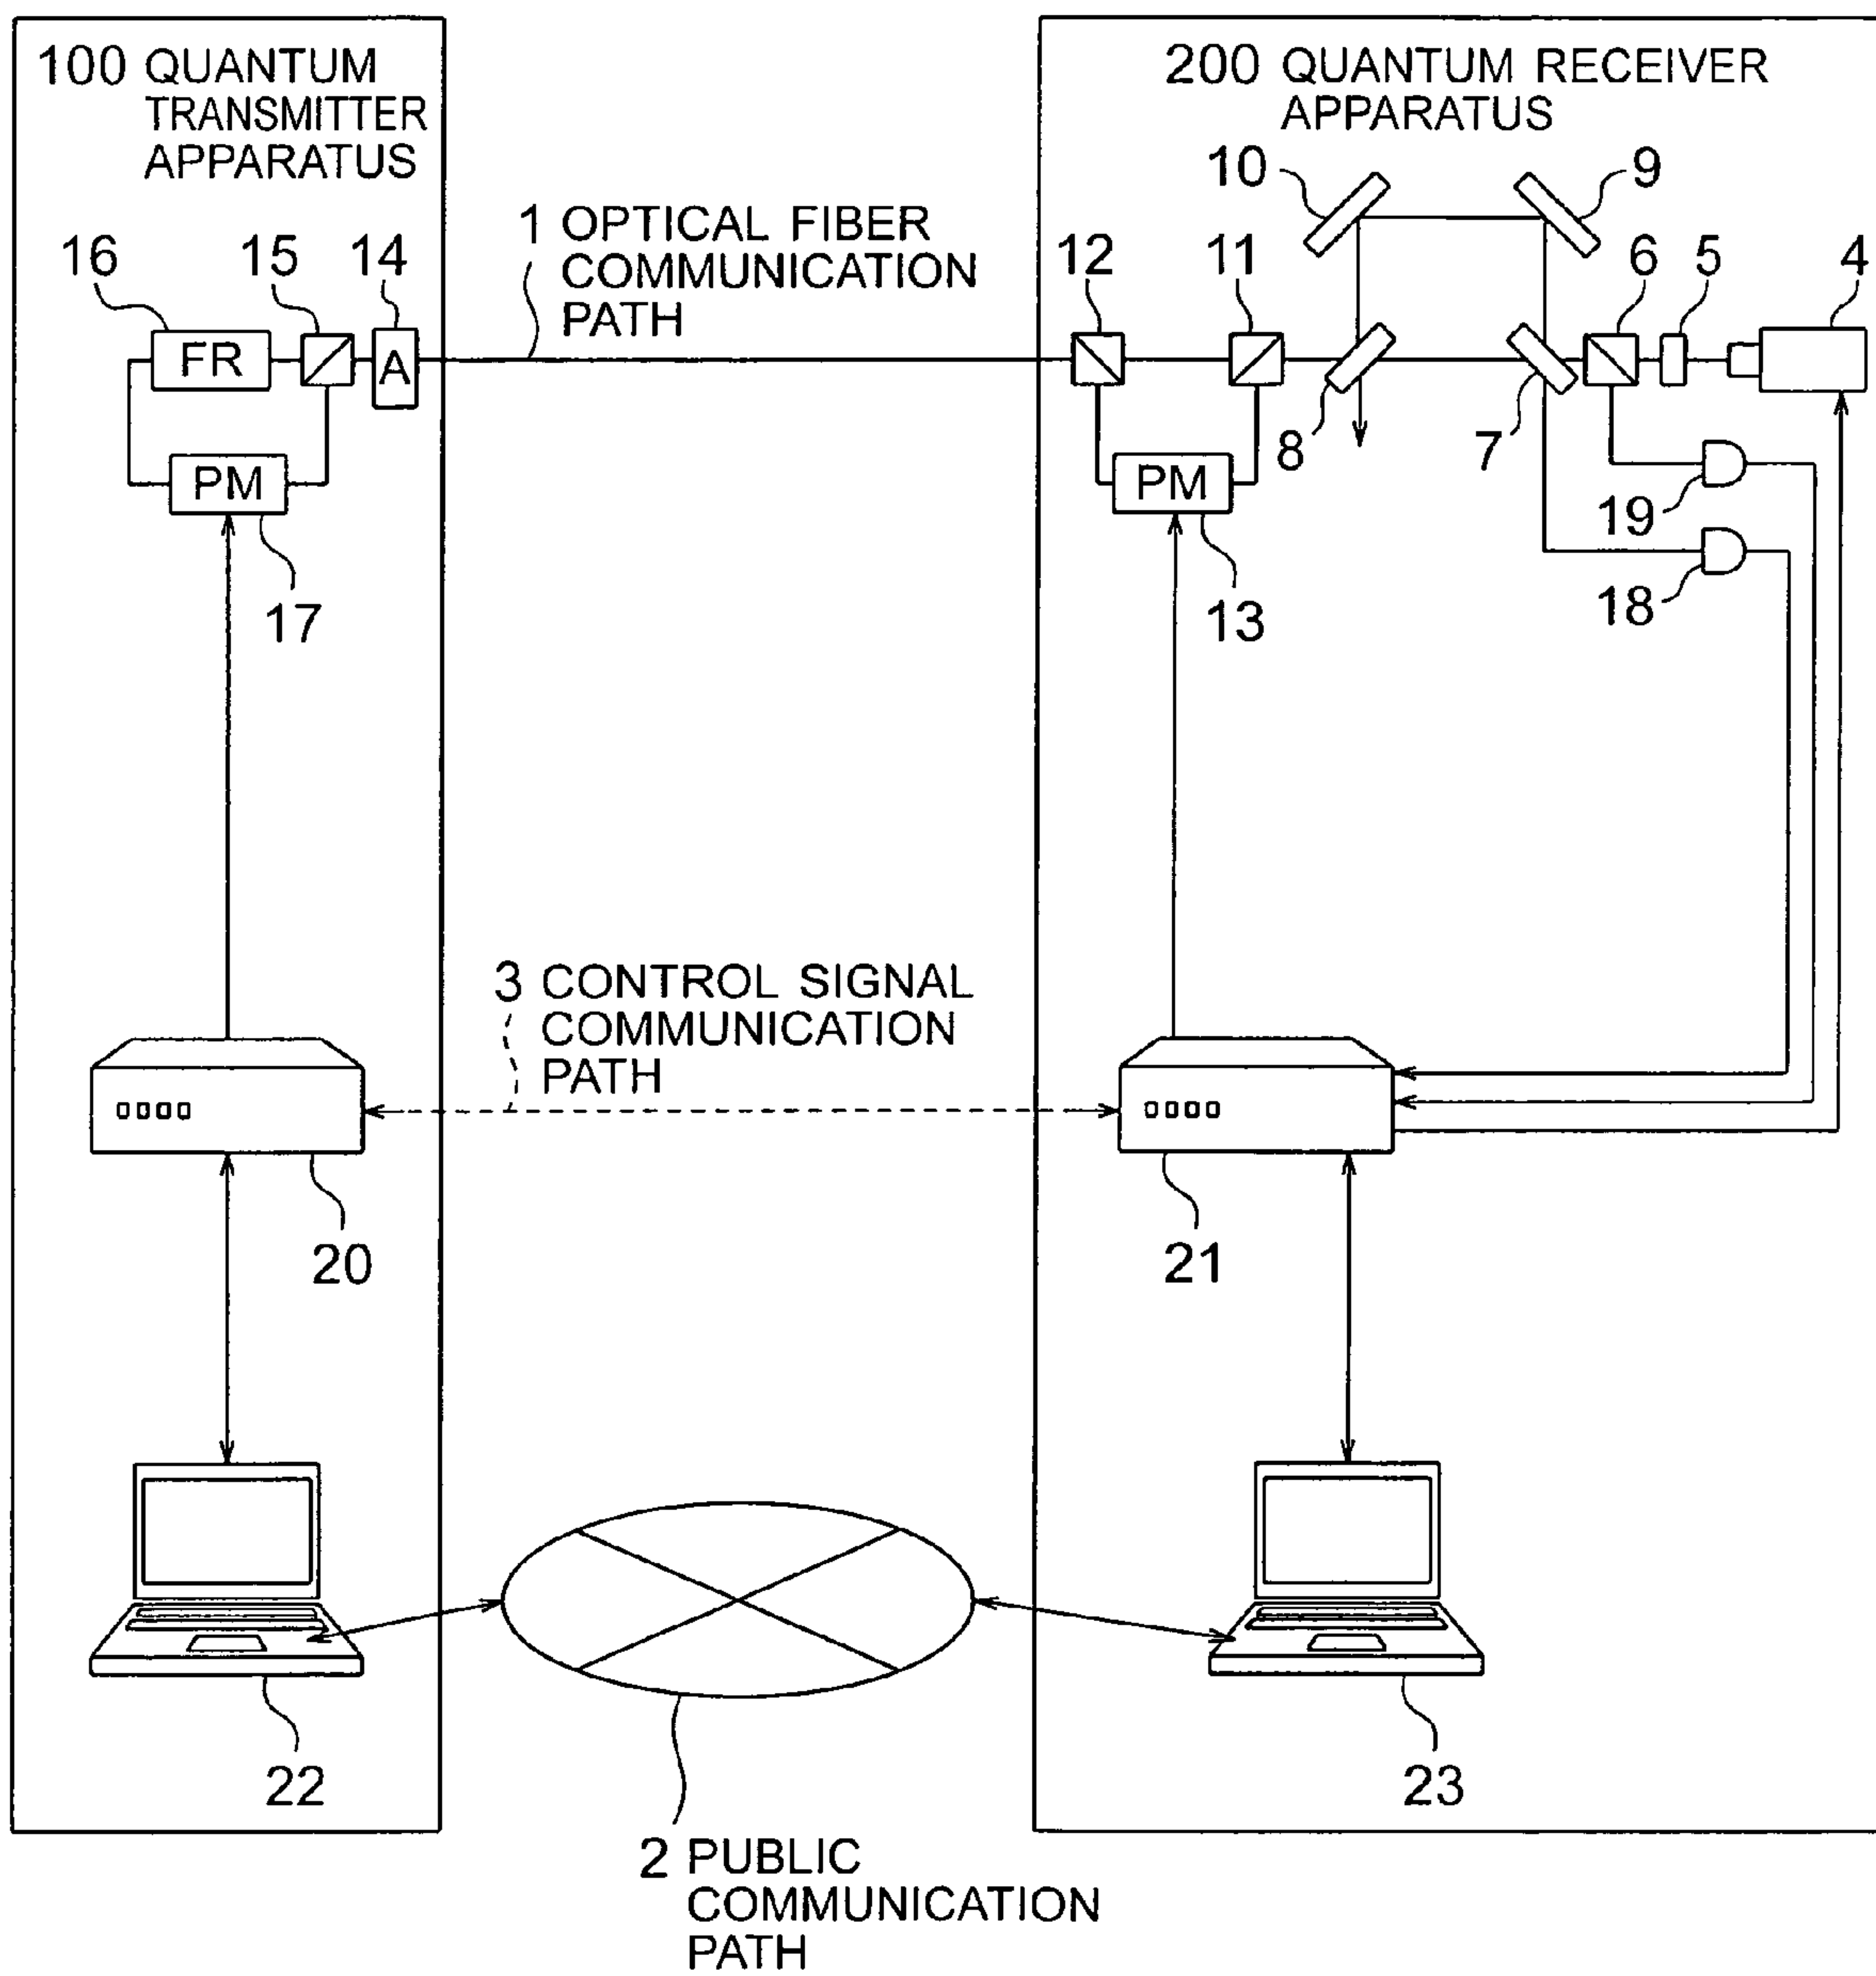 100 QUANTUM
TRANSMITTER
APPARATUS
200 QUANTUM RECEIVER
APPARATUS
10
9
1 OPTICAL FIBER
COMMUNICATION
PATH
16
15
14
12
11
6
5
4
FR
A
8
7
PM
PM
19
18
17
13
3 CONTROL SIGNAL
COMMUNICATION
PATH
20
21
22
23
2 PUBLIC
COMMUNICATION
PATH